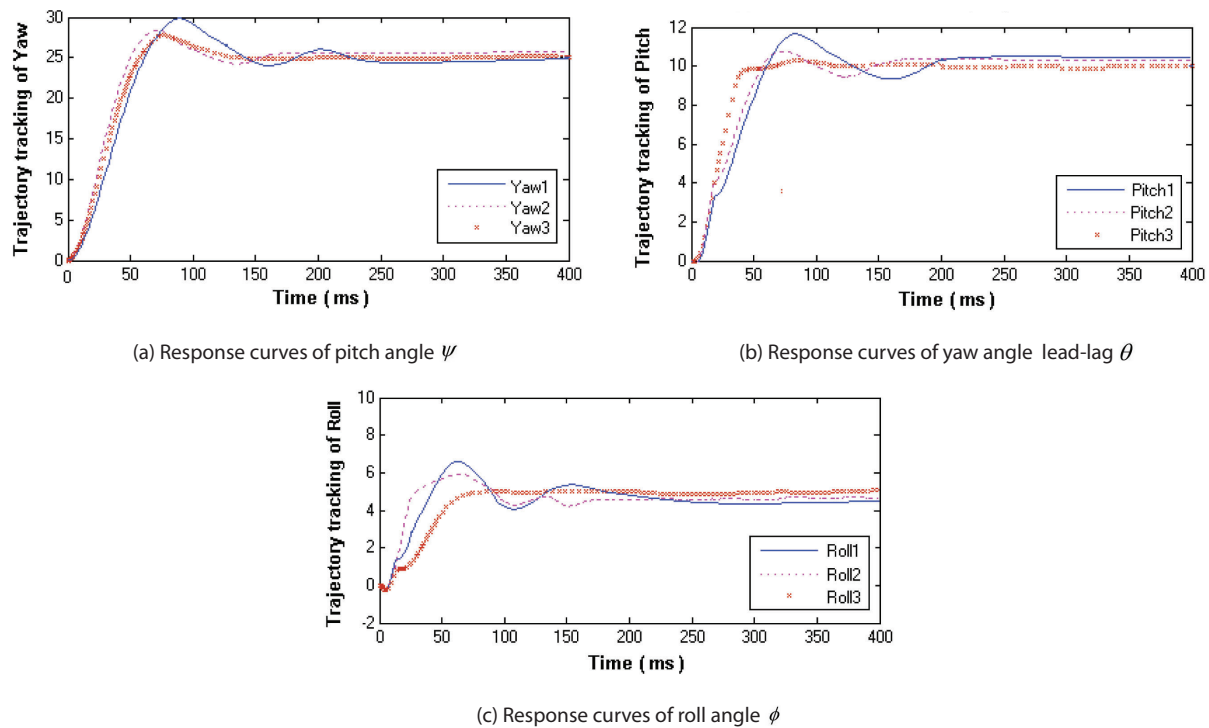 Trajectory tracking of Yaw
30
25
20
15
10
5
0
0 50 100 150 200 250 300 350 400
Time ( ms )
Yaw1
Yaw2
Yaw3
(a) Response curves of pitch angle ψ
Trajectory tracking of Pitch
12
10
8
6
4
2
0
0 50 100 150 200 250 300 350 400
Time ( ms )
Pitch1
Pitch2
Pitch3
(b) Response curves of yaw angle lead-lag θ
Trajectory tracking of Roll
10
8
6
4
2
0
-2
0 50 100 150 200 250 300 350 400
Time ( ms )
Roll1
Roll2
Roll3
(c) Response curves of roll angle ϕ